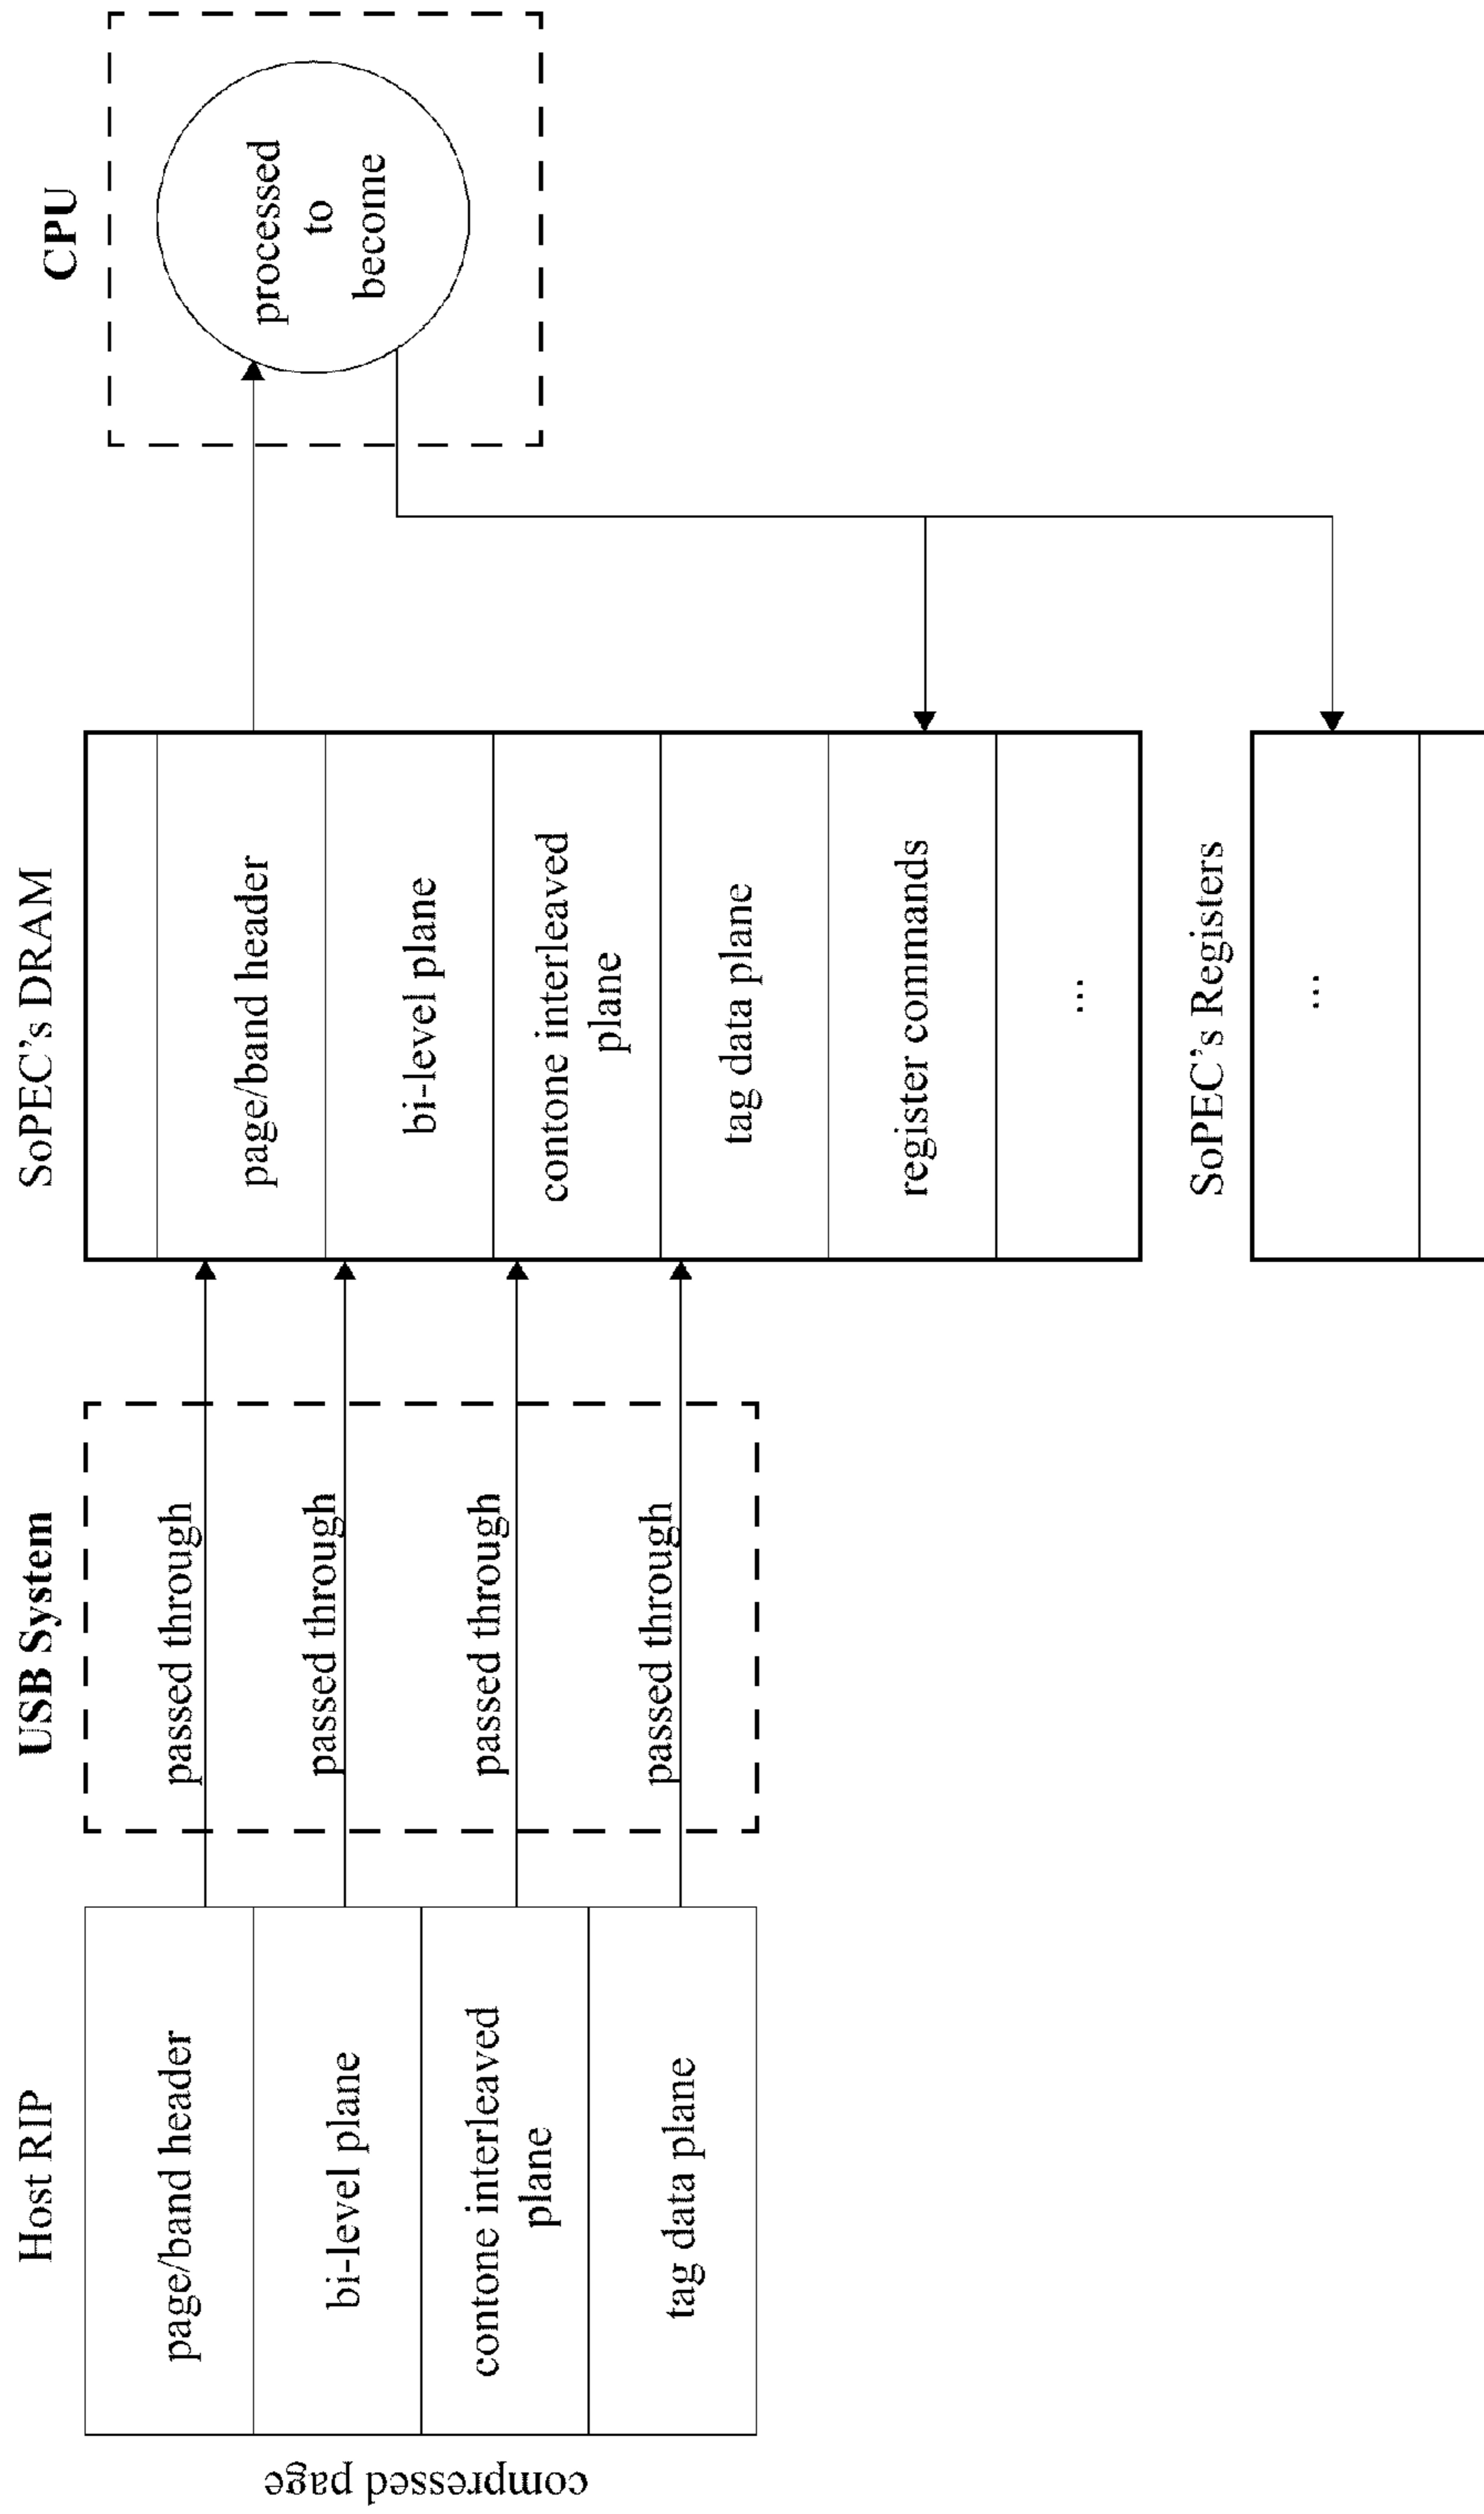 Host RIP
compressed page
page/band header
bi-level plane
contone interleaved
plane
tag data plane
USB System
passed through
passed through
passed through
passed through
SoPEC's DRAM
page/band header
bi-level plane
contone interleaved
plane
tag data plane
register commands
...
SoPEC's Registers
...
CPU
processed
to
become